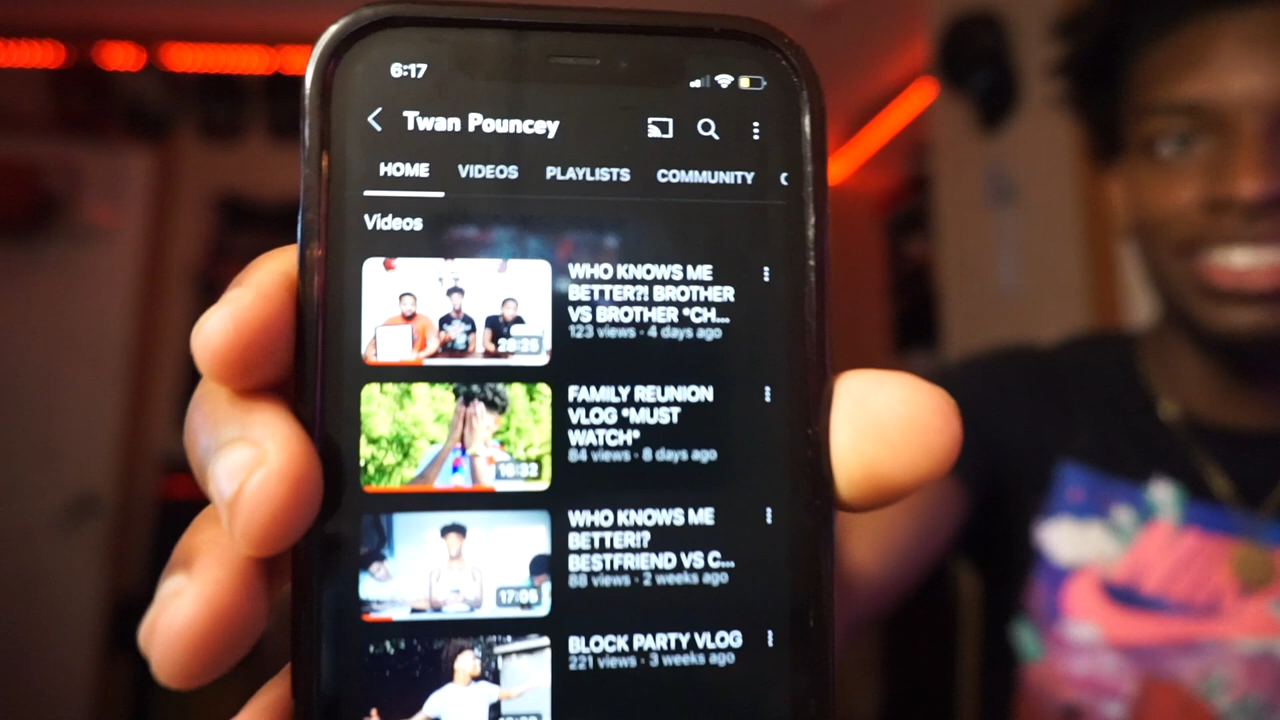 6:17
Twan Pouncey
HOME VIDEOS PLAYLISTS COMMUNITY
Videos
WHO KNOWS ME
BETTER?! BROTHER
VS BROTHER *CH...
123 views · 4 days ago
28:25
FAMILY REUNION
VLOG *MUST
WATCH*
84 views · 8 days ago
16:32
WHO KNOWS ME
BETTER!?
BESTFRIEND VS C...
88 views · 2 weeks ago
17:05
BLOCK PARTY VLOG
221 views · 3 weeks ago